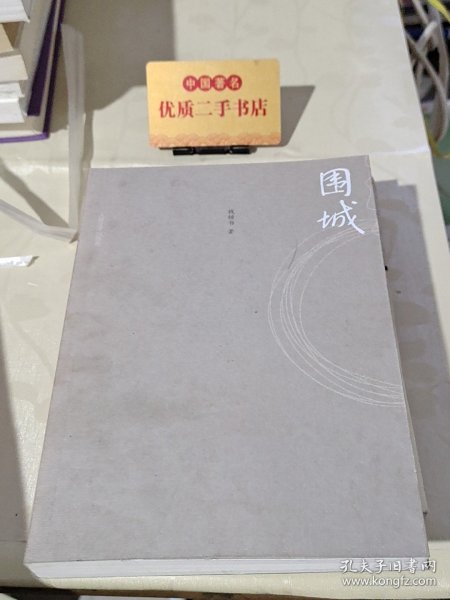 中国著名
优质二手书店
围城
钱锺书 著
孔夫子旧书网
www.kongfz.com